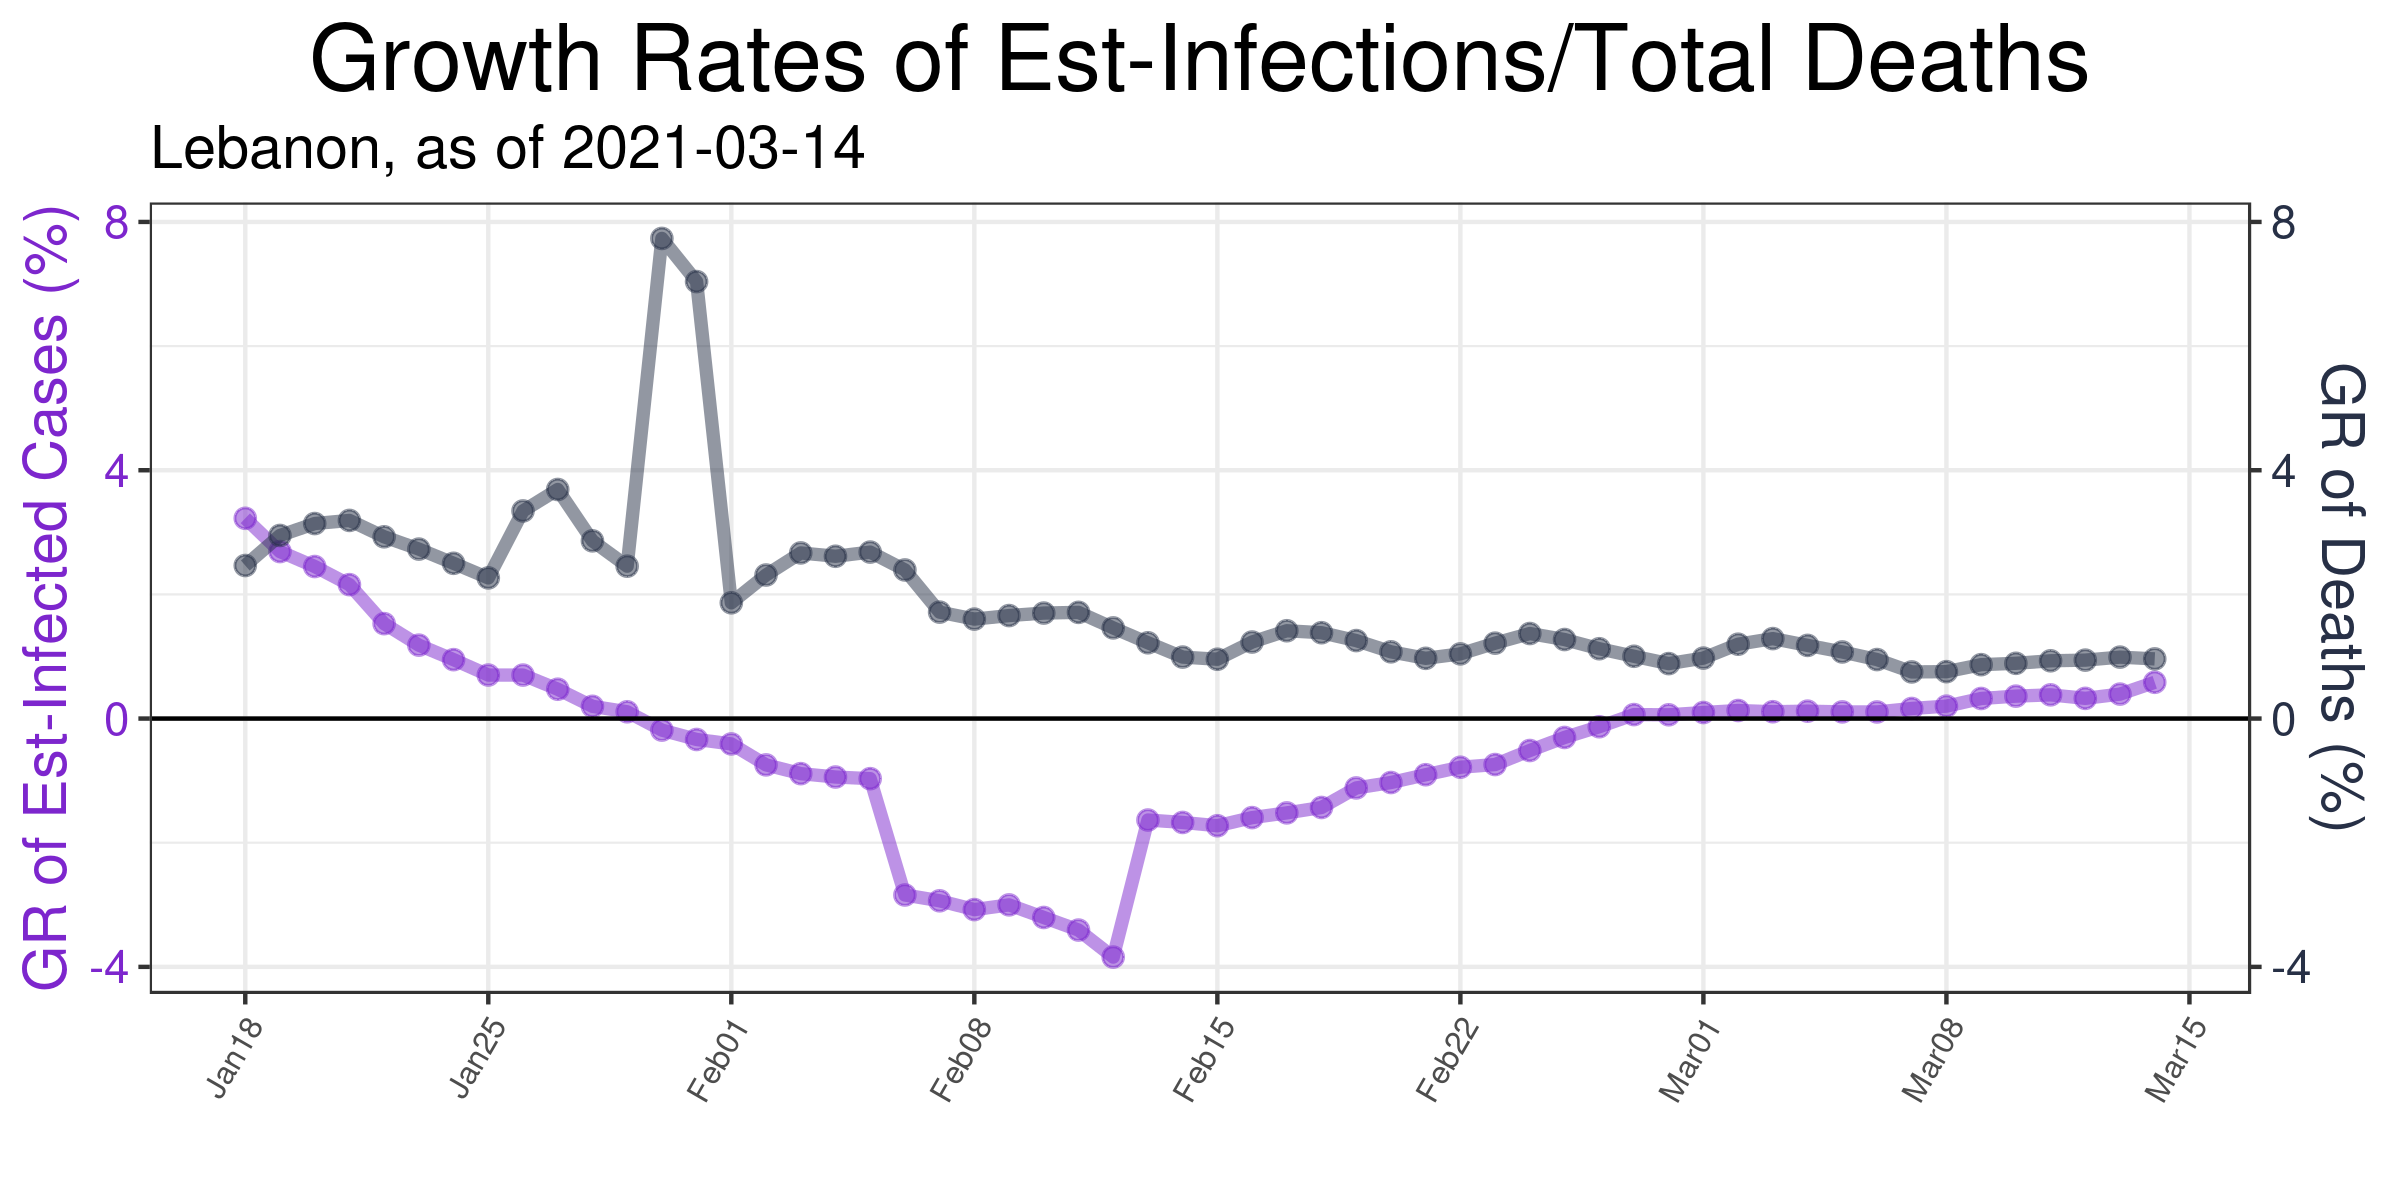 Growth Rates of Est-Infections/Total Deaths
Lebanon, as of 2021-03-14
GR of Est-Infected Cases (%)
8
4
0
-4
8
4
0
-4
GR of Deaths (%)
Jan18
Jan25
Feb01
Feb08
Feb15
Feb22
Mar01
Mar08
Mar15